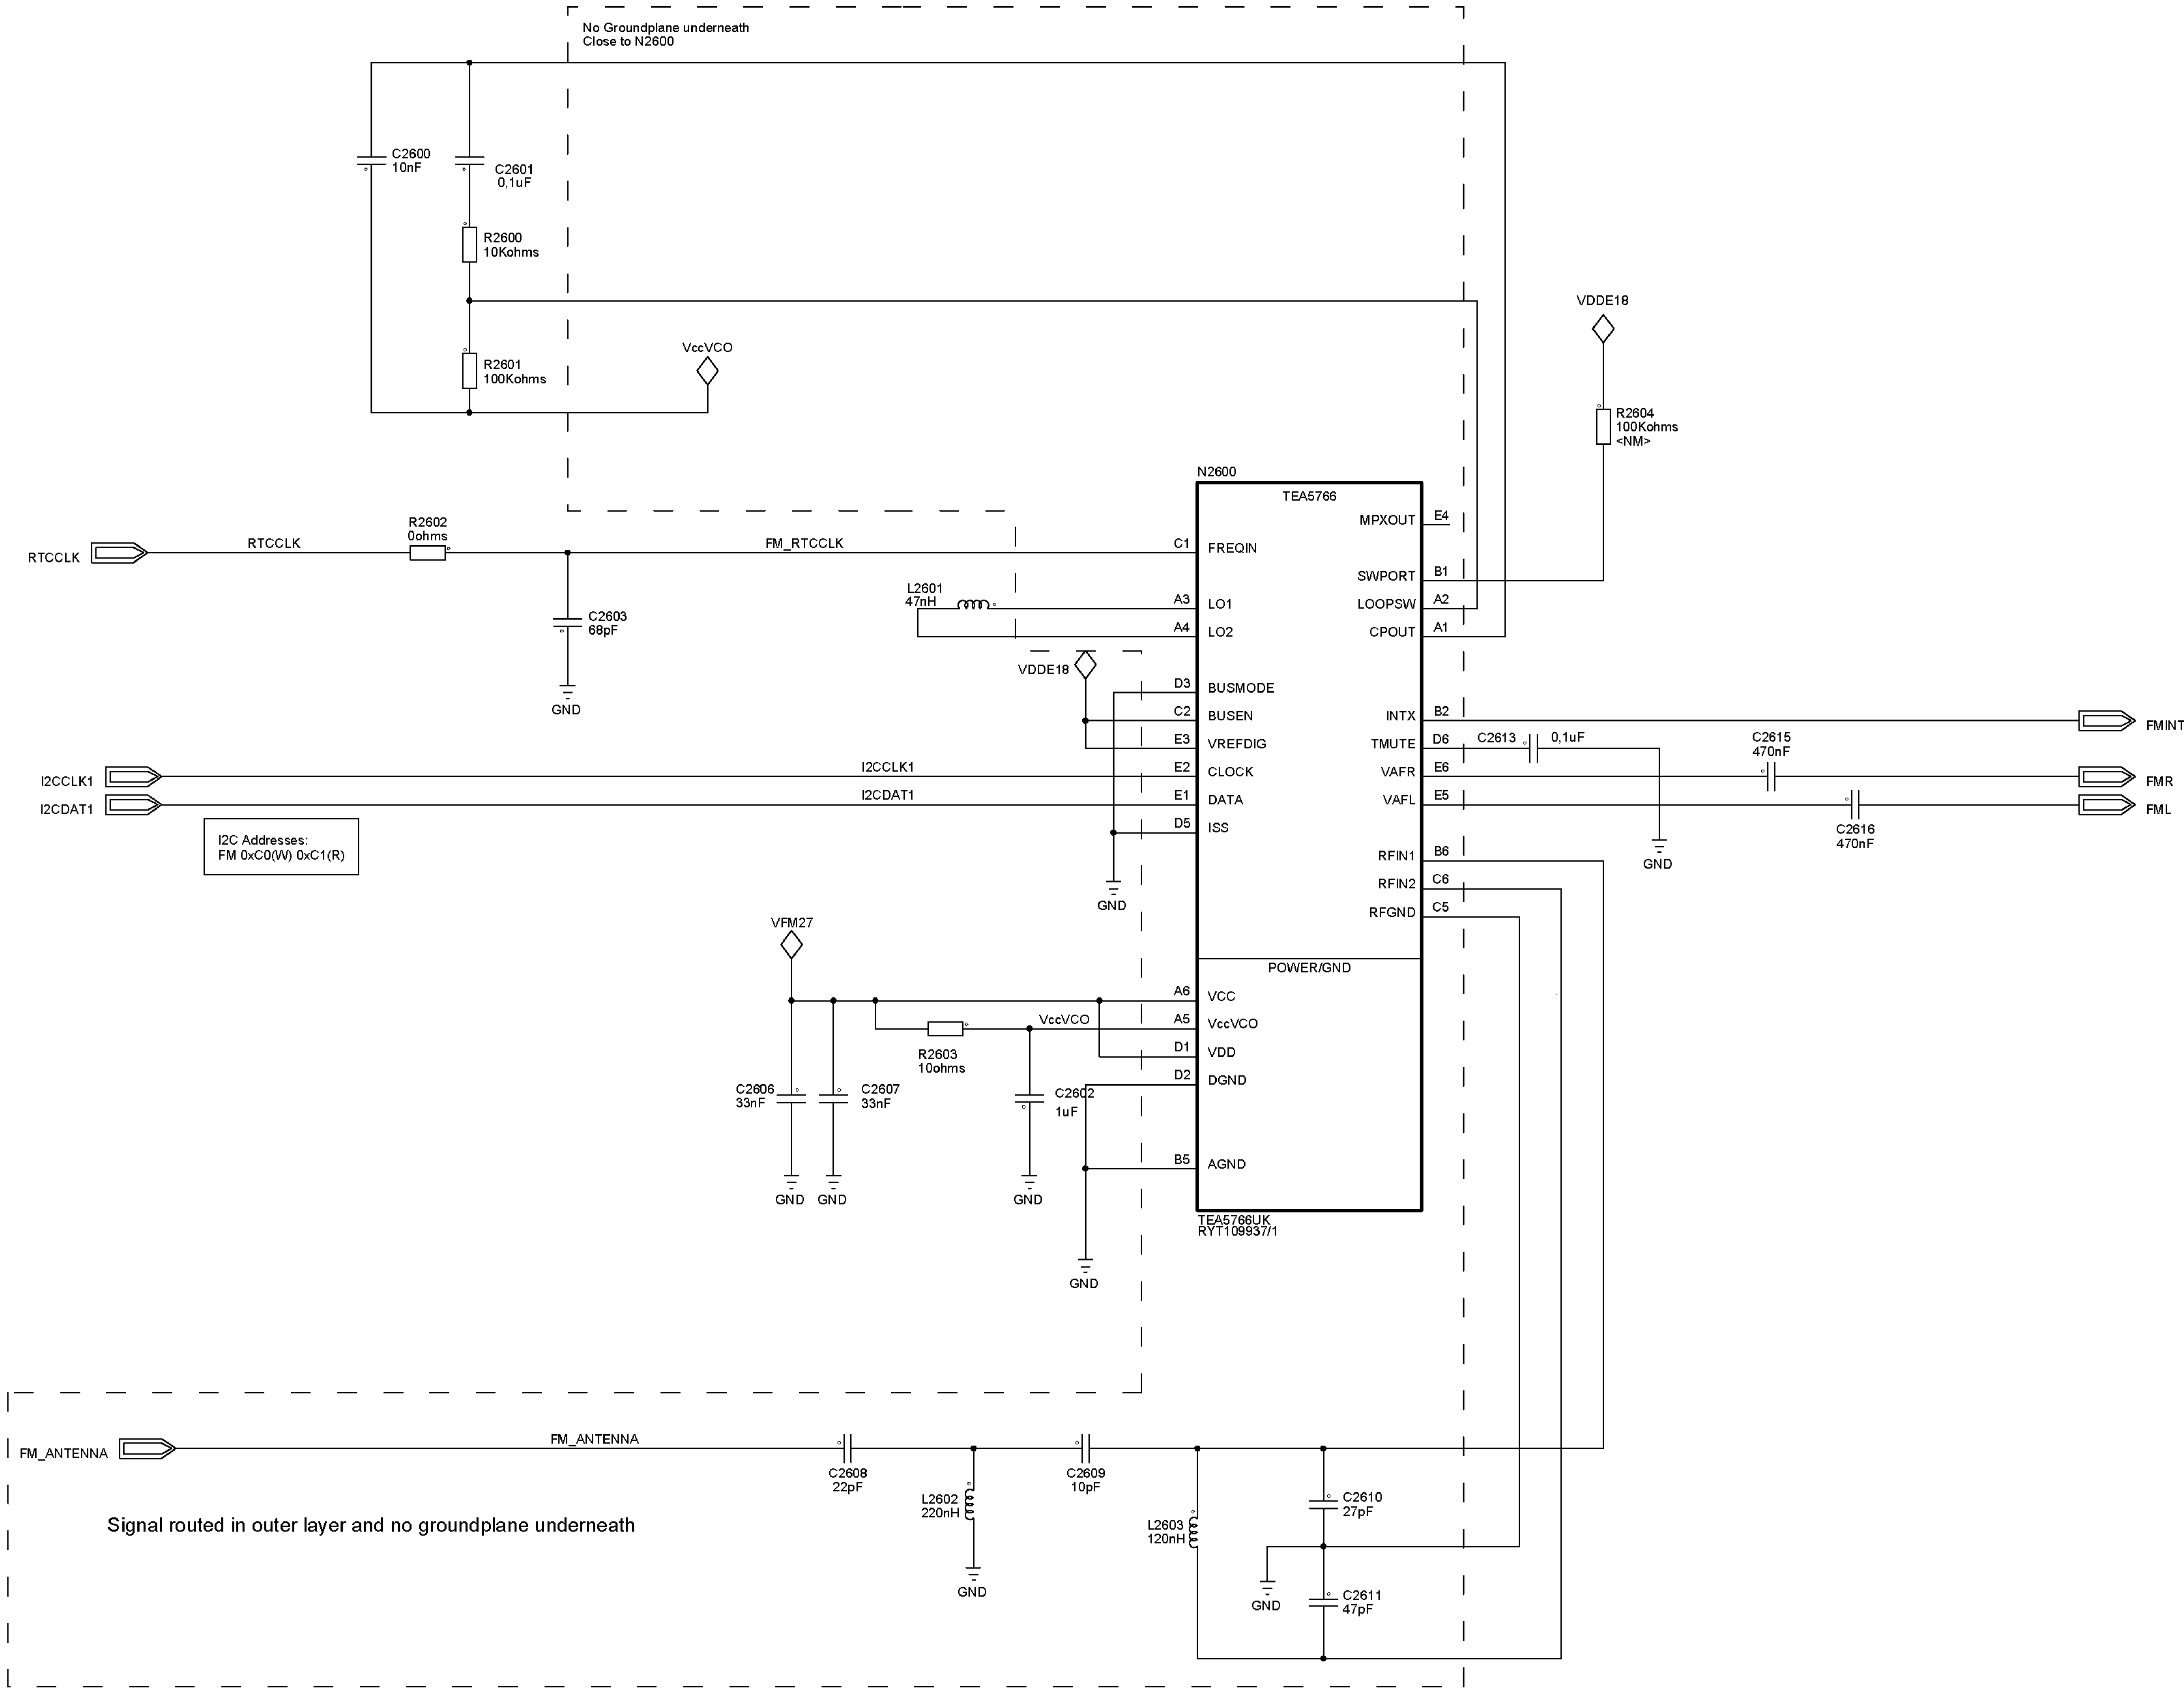 No Groundplane underneath
Close to N2600
C2600
10nF
C2601
0,1uF
R2600
10Kohms
VDDE18
VccVCO
R2601
100Kohms
R2604
100Kohms
<NM>
N2600
TEA5766
R2602
0ohms
RTCCLK
RTCCLK
FM_RTCCLK
C1
FREQIN
MPXOUT
E4
SWPORT
B1
L2601
47nH
A3
LO1
LOOPSW
A2
C2603
68pF
A4
LO2
CPOUT
A1
GND
VDDE18
D3
BUSMODE
C2
BUSEN
INTX
B2
FMINT
E3
VREFDIG
TMUTE
D6
C2613
0,1uF
C2615
470nF
I2CCLK1
I2CCLK1
E2
CLOCK
VAFR
E6
FMR
I2CDAT1
I2CDAT1
E1
DATA
VAFL
E5
FML
D5
ISS
C2616
470nF
I2C Addresses:
FM 0xC0(W) 0xC1(R)
GND
RFIN1
B6
GND
RFIN2
C6
RFGND
C5
VFM27
POWER/GND
A6
VCC
VccVCO
A5
VccVCO
R2603
10ohms
D1
VDD
D2
DGND
C2606
33nF
C2607
33nF
C2602
1uF
B5
AGND
GND
GND
GND
TEA5766UK
RYT109937/1
GND
FM_ANTENNA
FM_ANTENNA
C2608
22pF
C2609
10pF
L2602
220nH
C2610
27pF
Signal routed in outer layer and no groundplane underneath
L2603
120nH
GND
GND
C2611
47pF